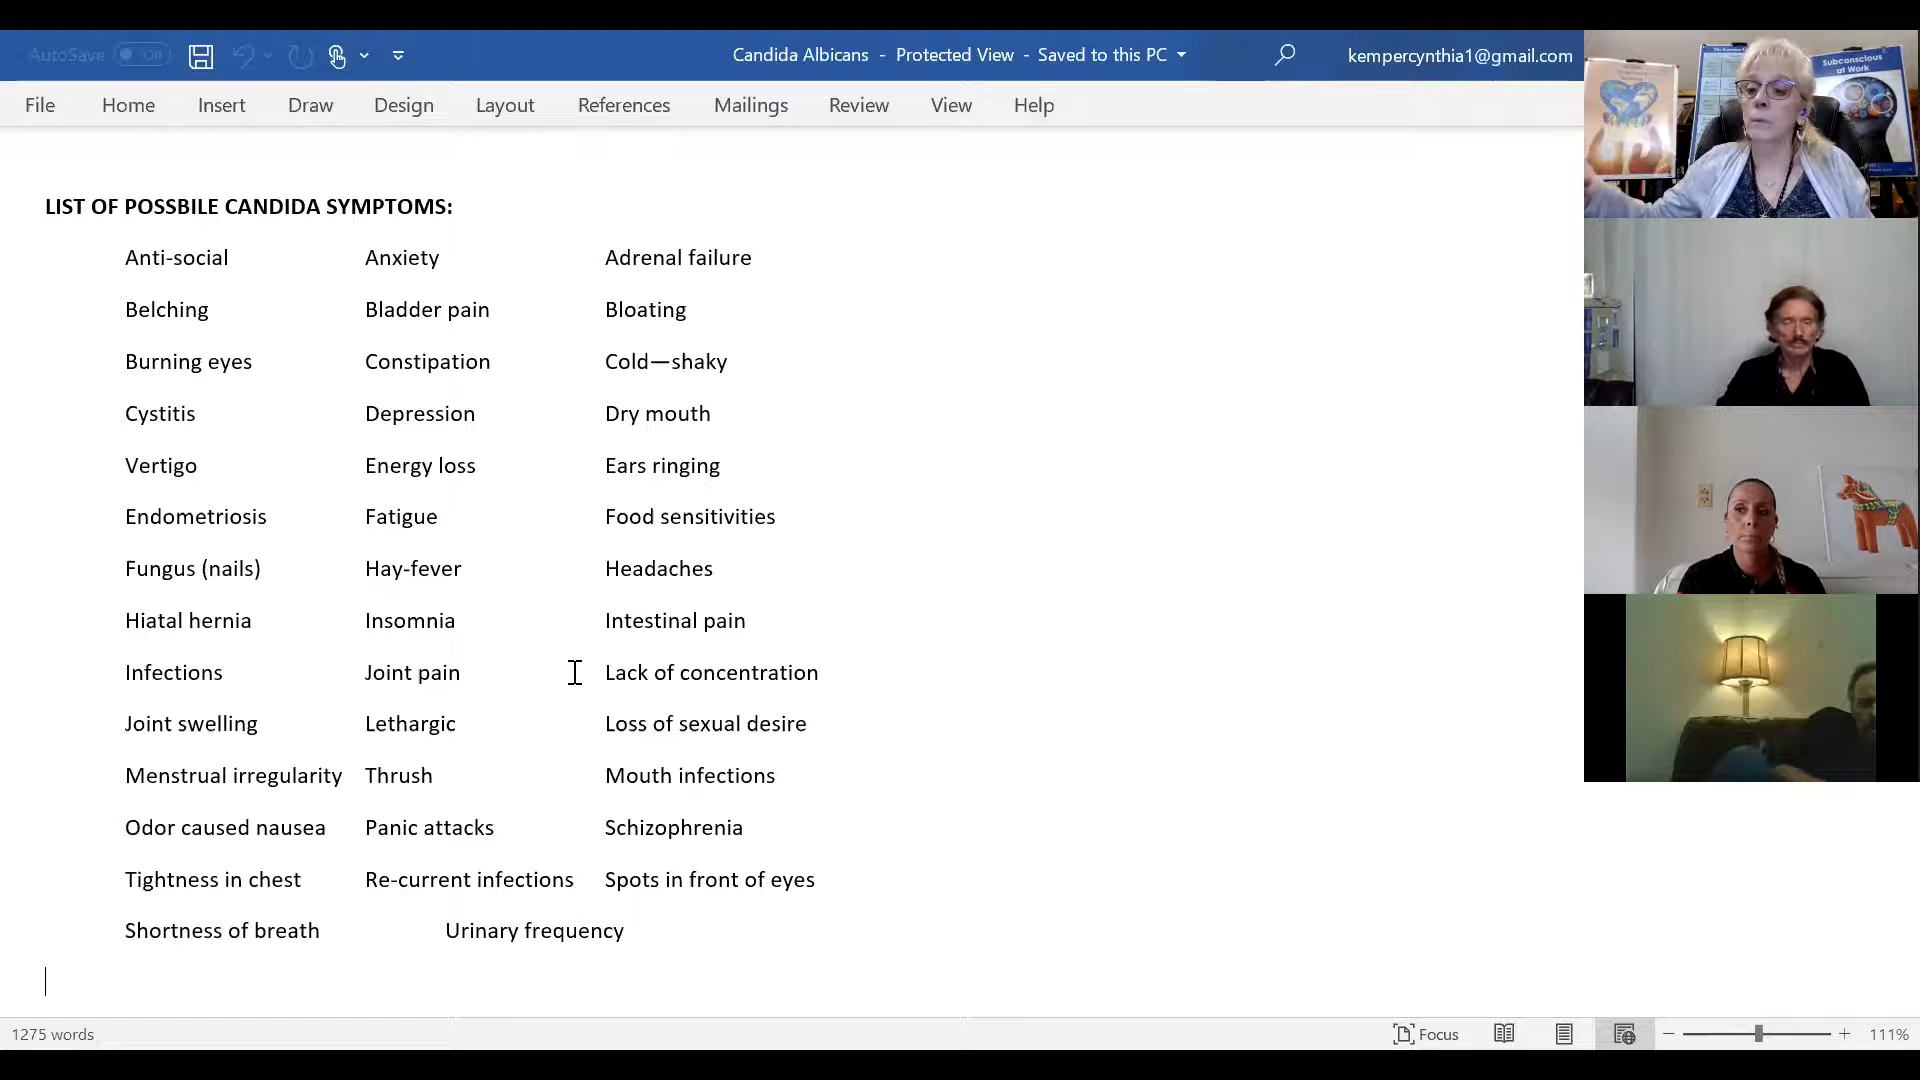 AutoSave Off Candida Albicans - Protected View - Saved to this PC kempercynthia1@gmail.com
File Home Insert Draw Design Layout References Mailings Review View Help
Subconscious
at Work
LIST OF POSSBILE CANDIDA SYMPTOMS:
Anti-social Anxiety Adrenal failure
Belching Bladder pain Bloating
Burning eyes Constipation Cold—shaky
Cystitis Depression Dry mouth
Vertigo Energy loss Ears ringing
Endometriosis Fatigue Food sensitivities
Fungus (nails) Hay-fever Headaches
Hiatal hernia Insomnia Intestinal pain
Infections Joint pain Lack of concentration
Joint swelling Lethargic Loss of sexual desire
Menstrual irregularity Thrush Mouth infections
Odor caused nausea Panic attacks Schizophrenia
Tightness in chest Re-current infections Spots in front of eyes
Shortness of breath Urinary frequency
1275 words Focus 111%